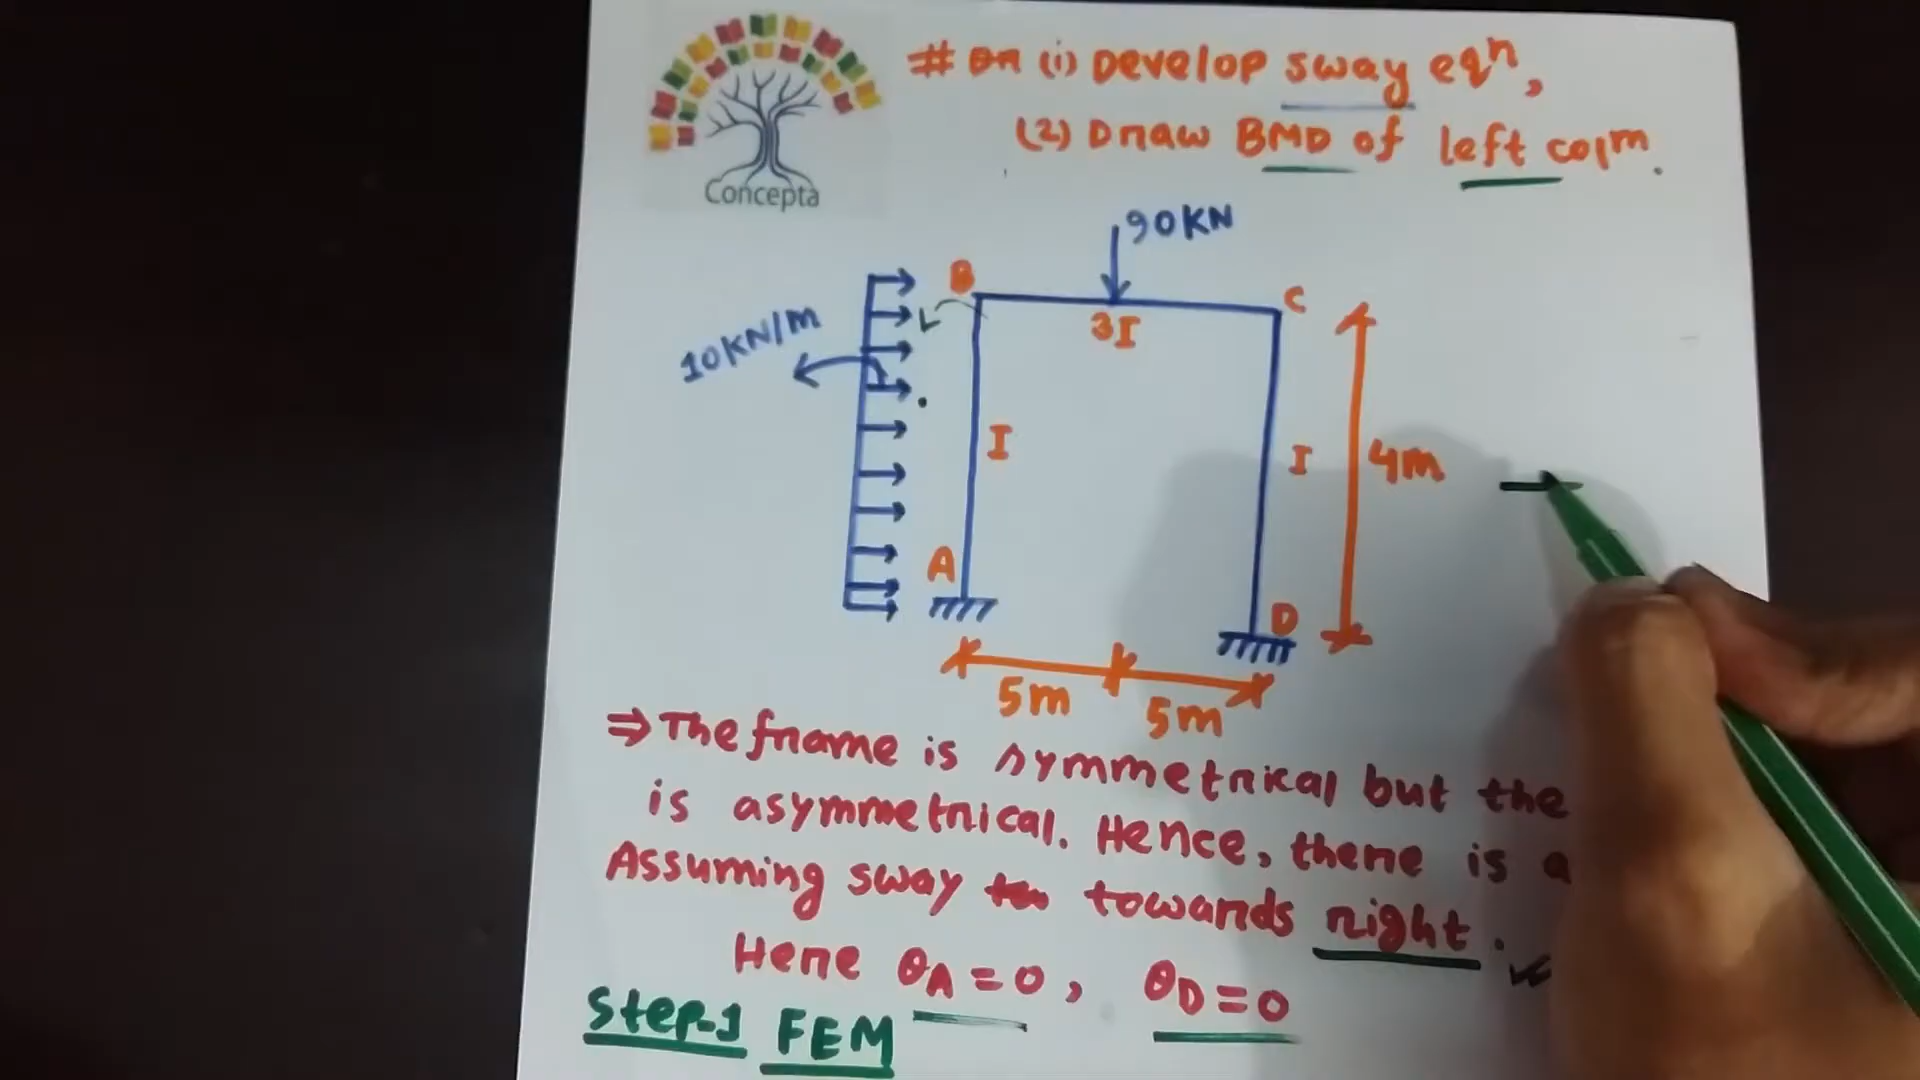 Concepta
# (i) Develop sway eqn,
(2) Draw BMD of left colm.
90KN
B
C
3I
10KN/m
I
I
4m
A
D
5m
5m
⇒ The frame is symmetrical but the
is asymmetrical. Hence, there is a
Assuming sway towards right.
Here θA = 0, θD = 0
Step-1 FEM